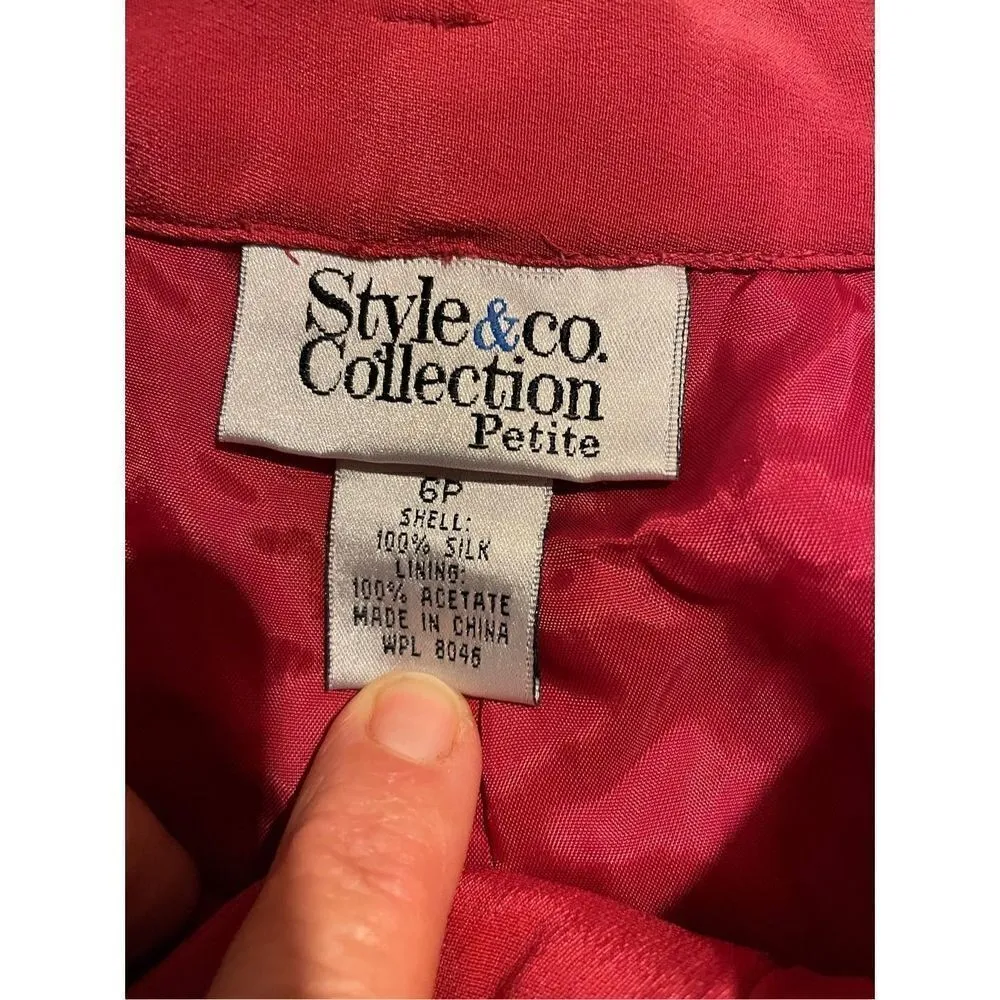 Style&co.
Collection
Petite
6P
SHELL:
100% SILK
LINING:
100% ACETATE
MADE IN CHINA
WPL 8046